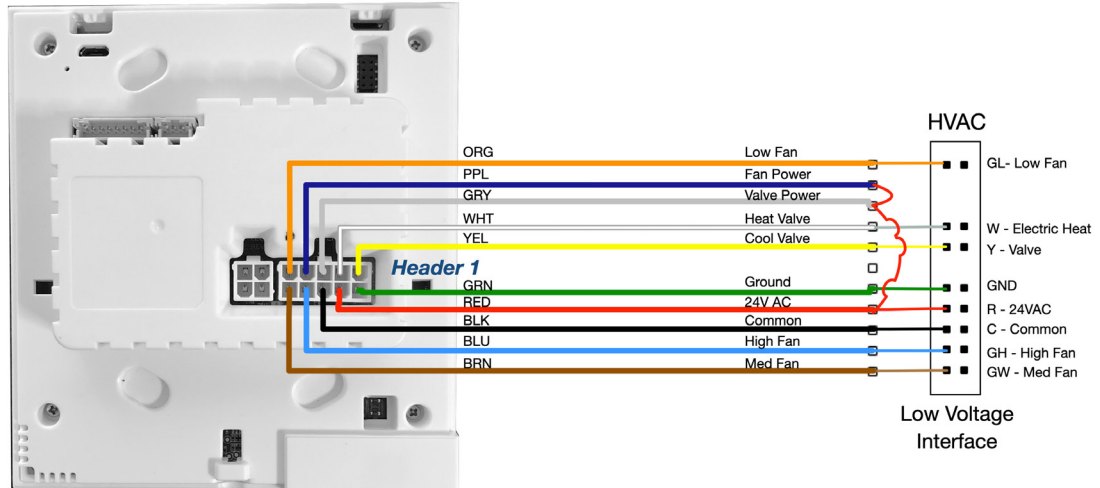 HVAC
ORG Low Fan GL- Low Fan
PPL Fan Power
GRY Valve Power
WHT Heat Valve W - Electric Heat
YEL Cool Valve Y - Valve
Header 1
GRN Ground GND
RED 24V AC R - 24VAC
BLK Common C - Common
BLU High Fan GH - High Fan
BRN Med Fan GW - Med Fan
Low Voltage
Interface